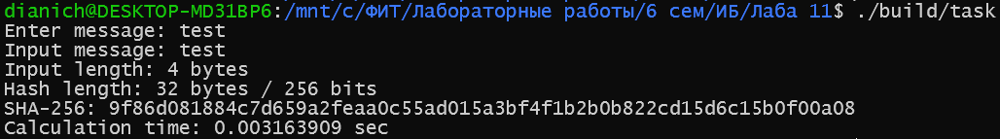 dianich@DESKTOP-MD31BP6:/mnt/c/ФИТ/Лабораторные работы/6 сем/ИБ/Лаба 11$ ./build/task
Enter message: test
Input message: test
Input length: 4 bytes
Hash length: 32 bytes / 256 bits
SHA-256: 9f86d081884c7d659a2feaa0c55ad015a3bf4f1b2b0b822cd15d6c15b0f00a08
Calculation time: 0.003163909 sec